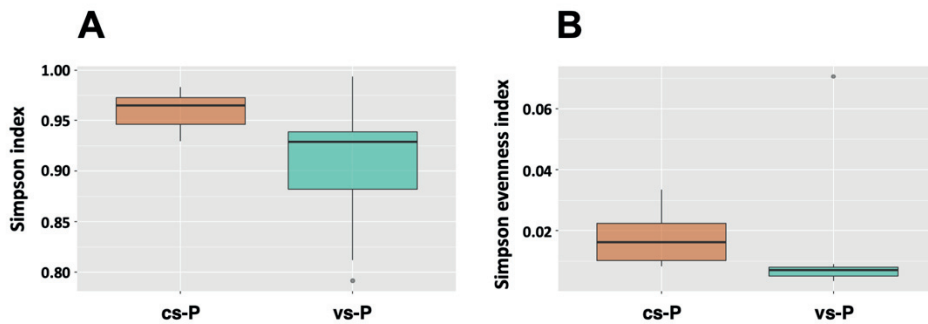 A
Simpson index
1.00
0.95
0.90
0.85
0.80
cs-P
vs-P
B
Simpson evenness index
0.06
0.04
0.02
cs-P
vs-P